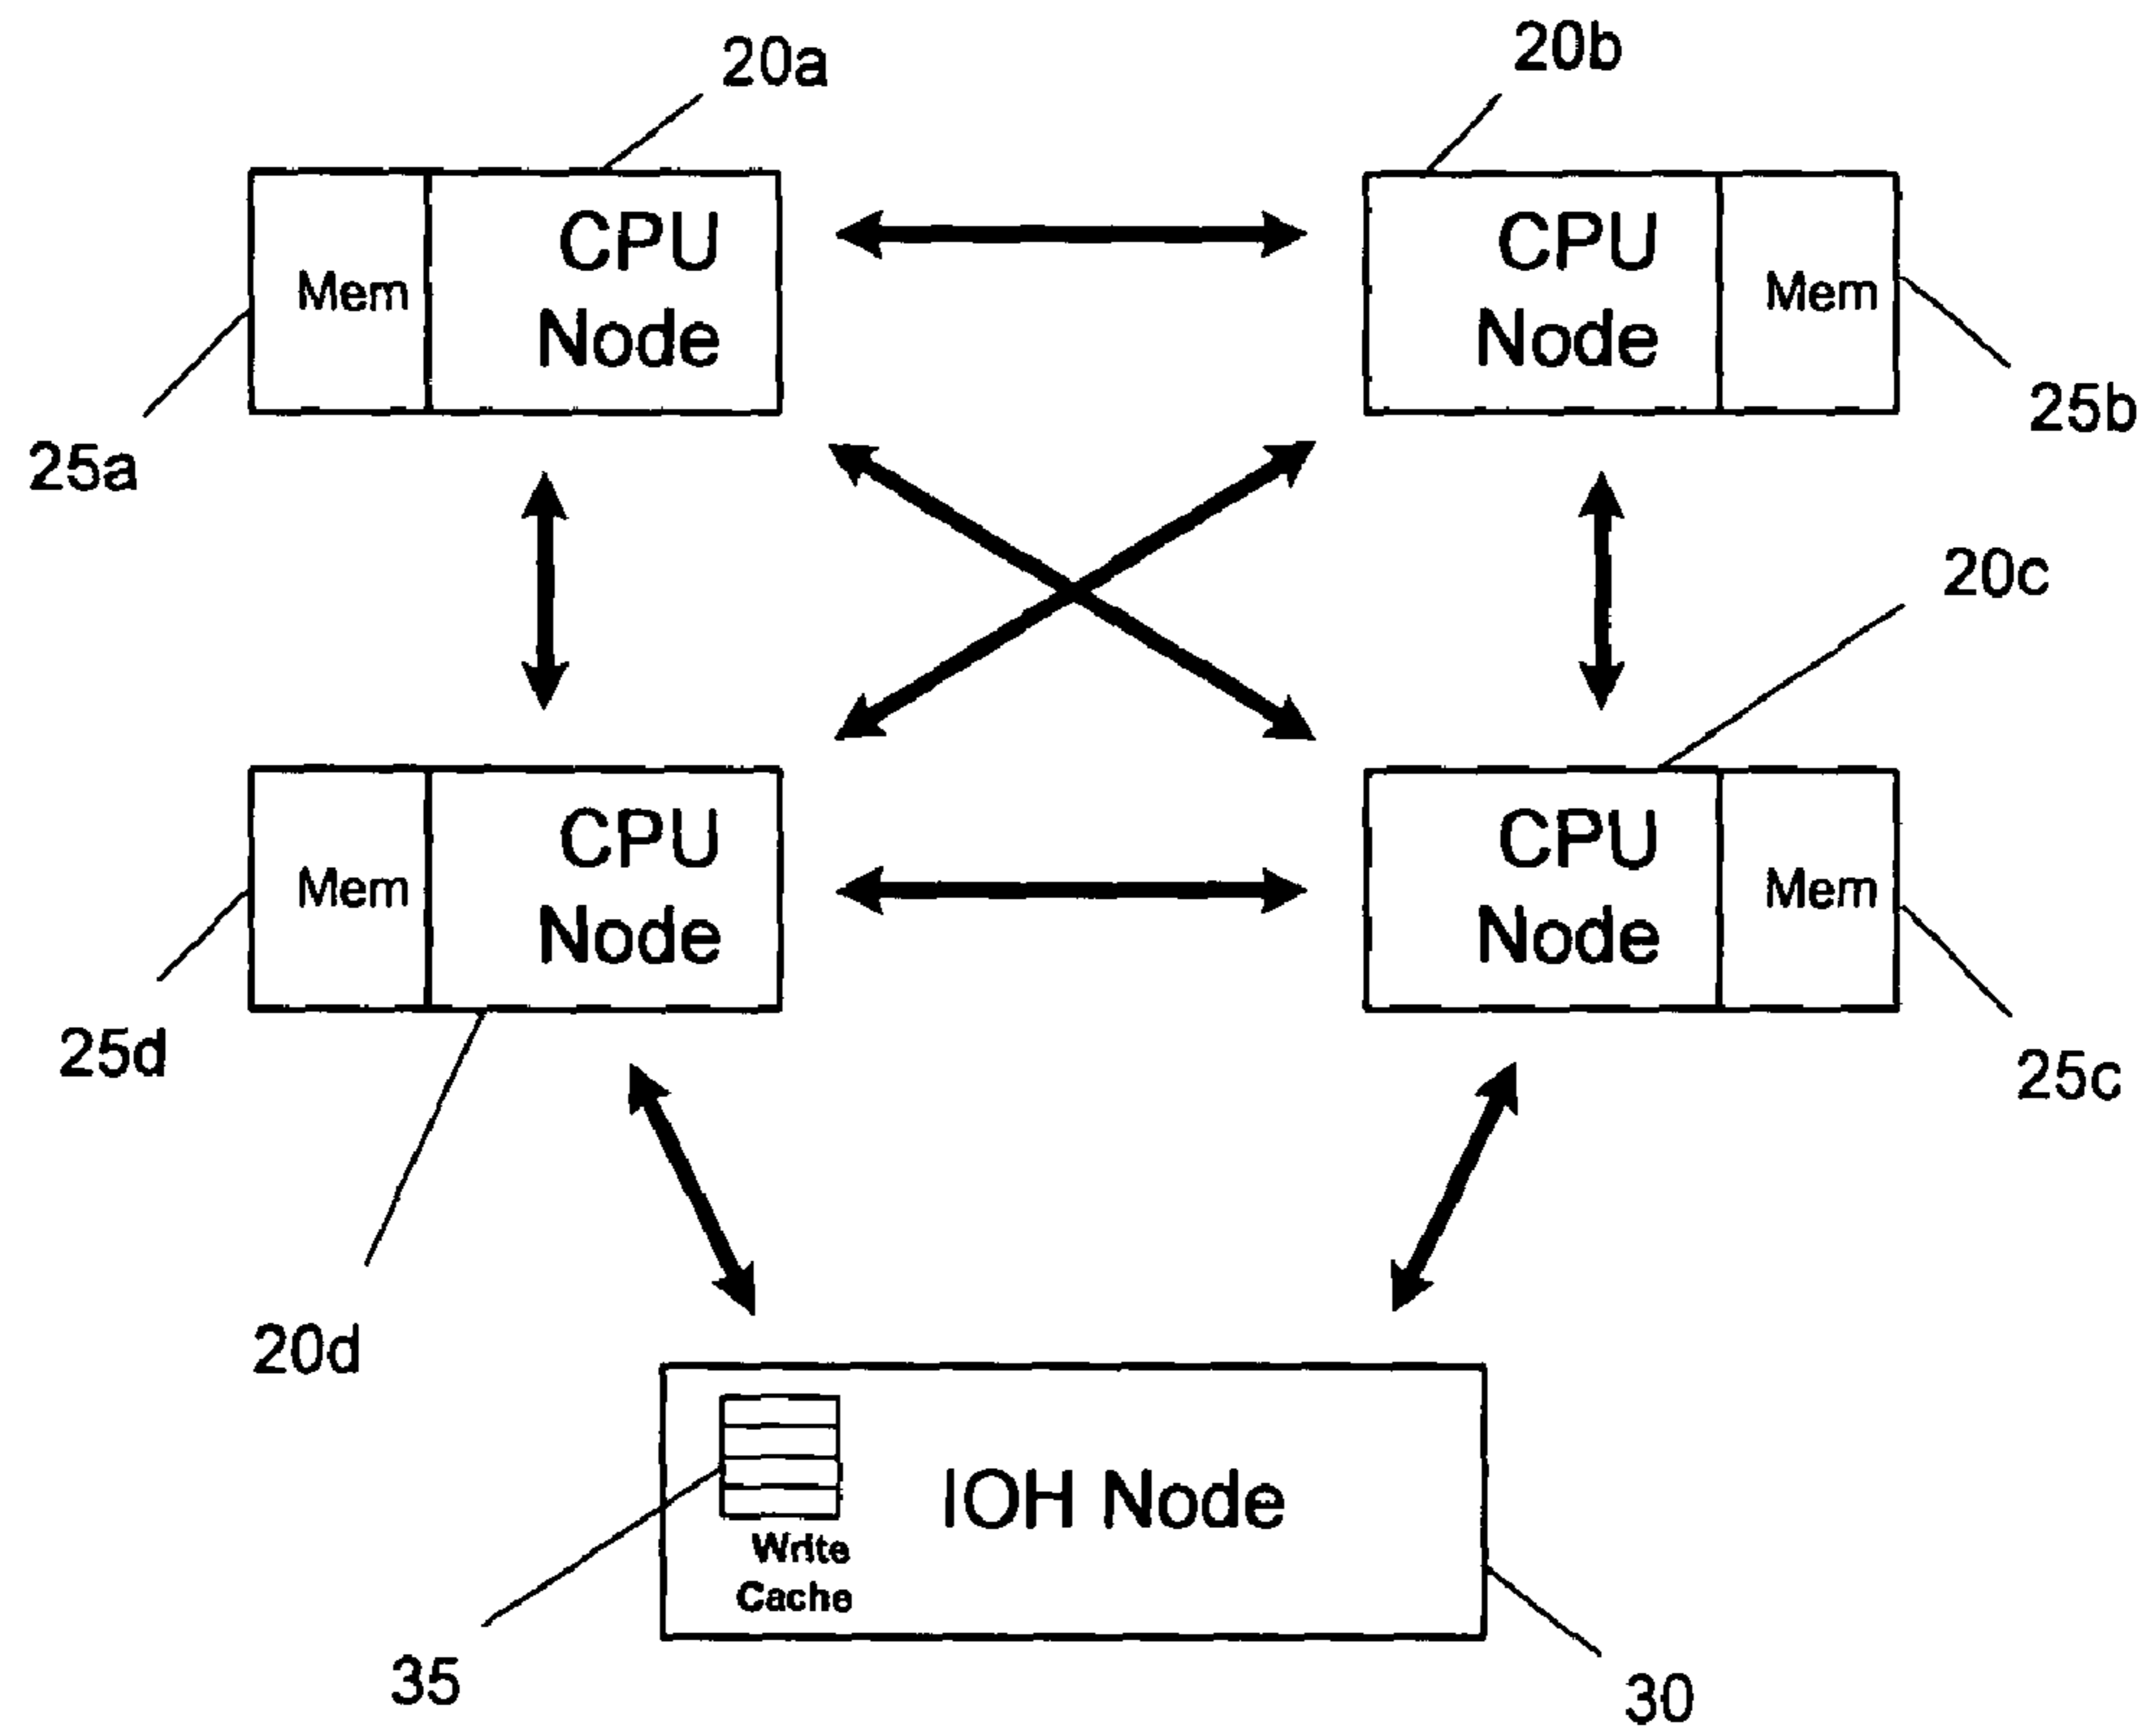 20a
20b
CPU
Node
Mem
CPU
Node
Mem
25a
25b
20c
CPU
Node
Mem
CPU
Node
Mem
25d
25c
20d
IOH Node
Write
Cache
35
30